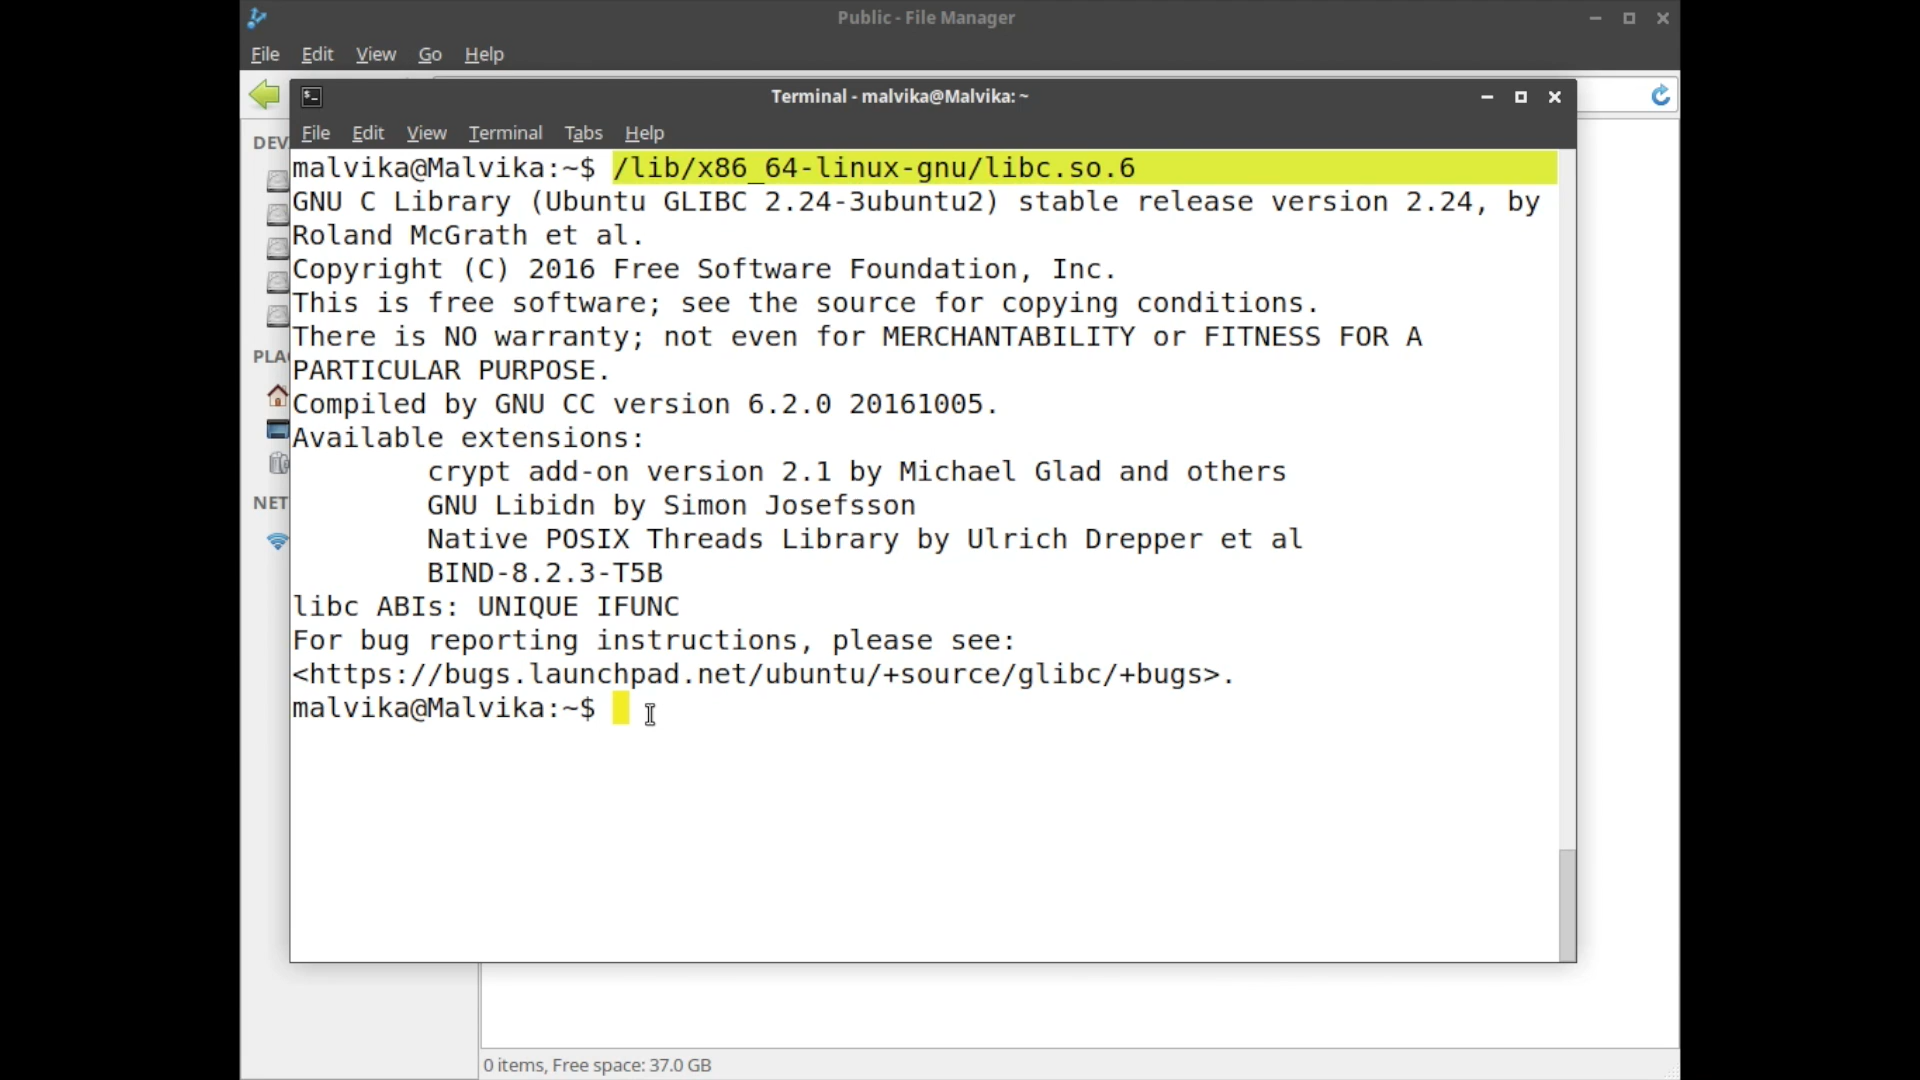 Public - File Manager
File Edit View Go Help
Terminal - malvika@Malvika: ~
File Edit View Terminal Tabs Help
DEV
PLA
NET
malvika@Malvika:~$ /lib/x86_64-linux-gnu/libc.so.6
GNU C Library (Ubuntu GLIBC 2.24-3ubuntu2) stable release version 2.24, by
Roland McGrath et al.
Copyright (C) 2016 Free Software Foundation, Inc.
This is free software; see the source for copying conditions.
There is NO warranty; not even for MERCHANTABILITY or FITNESS FOR A
PARTICULAR PURPOSE.
Compiled by GNU CC version 6.2.0 20161005.
Available extensions:
crypt add-on version 2.1 by Michael Glad and others
GNU Libidn by Simon Josefsson
Native POSIX Threads Library by Ulrich Drepper et al
BIND-8.2.3-T5B
libc ABIs: UNIQUE IFUNC
For bug reporting instructions, please see:
<https://bugs.launchpad.net/ubuntu/+source/glibc/+bugs>.
malvika@Malvika:~$
0 items, Free space: 37.0 GB